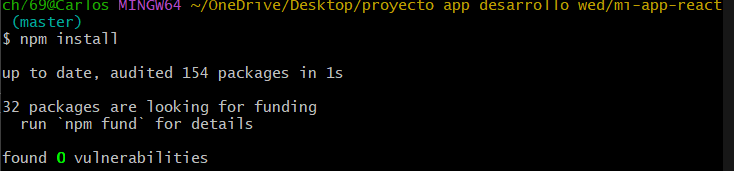 ch/69@Carlos MINGW64 ~/OneDrive/Desktop/proyecto app desarrollo wed/mi-app-react
(master)
$ npm install
up to date, audited 154 packages in 1s
32 packages are looking for funding
run `npm fund` for details
found 0 vulnerabilities